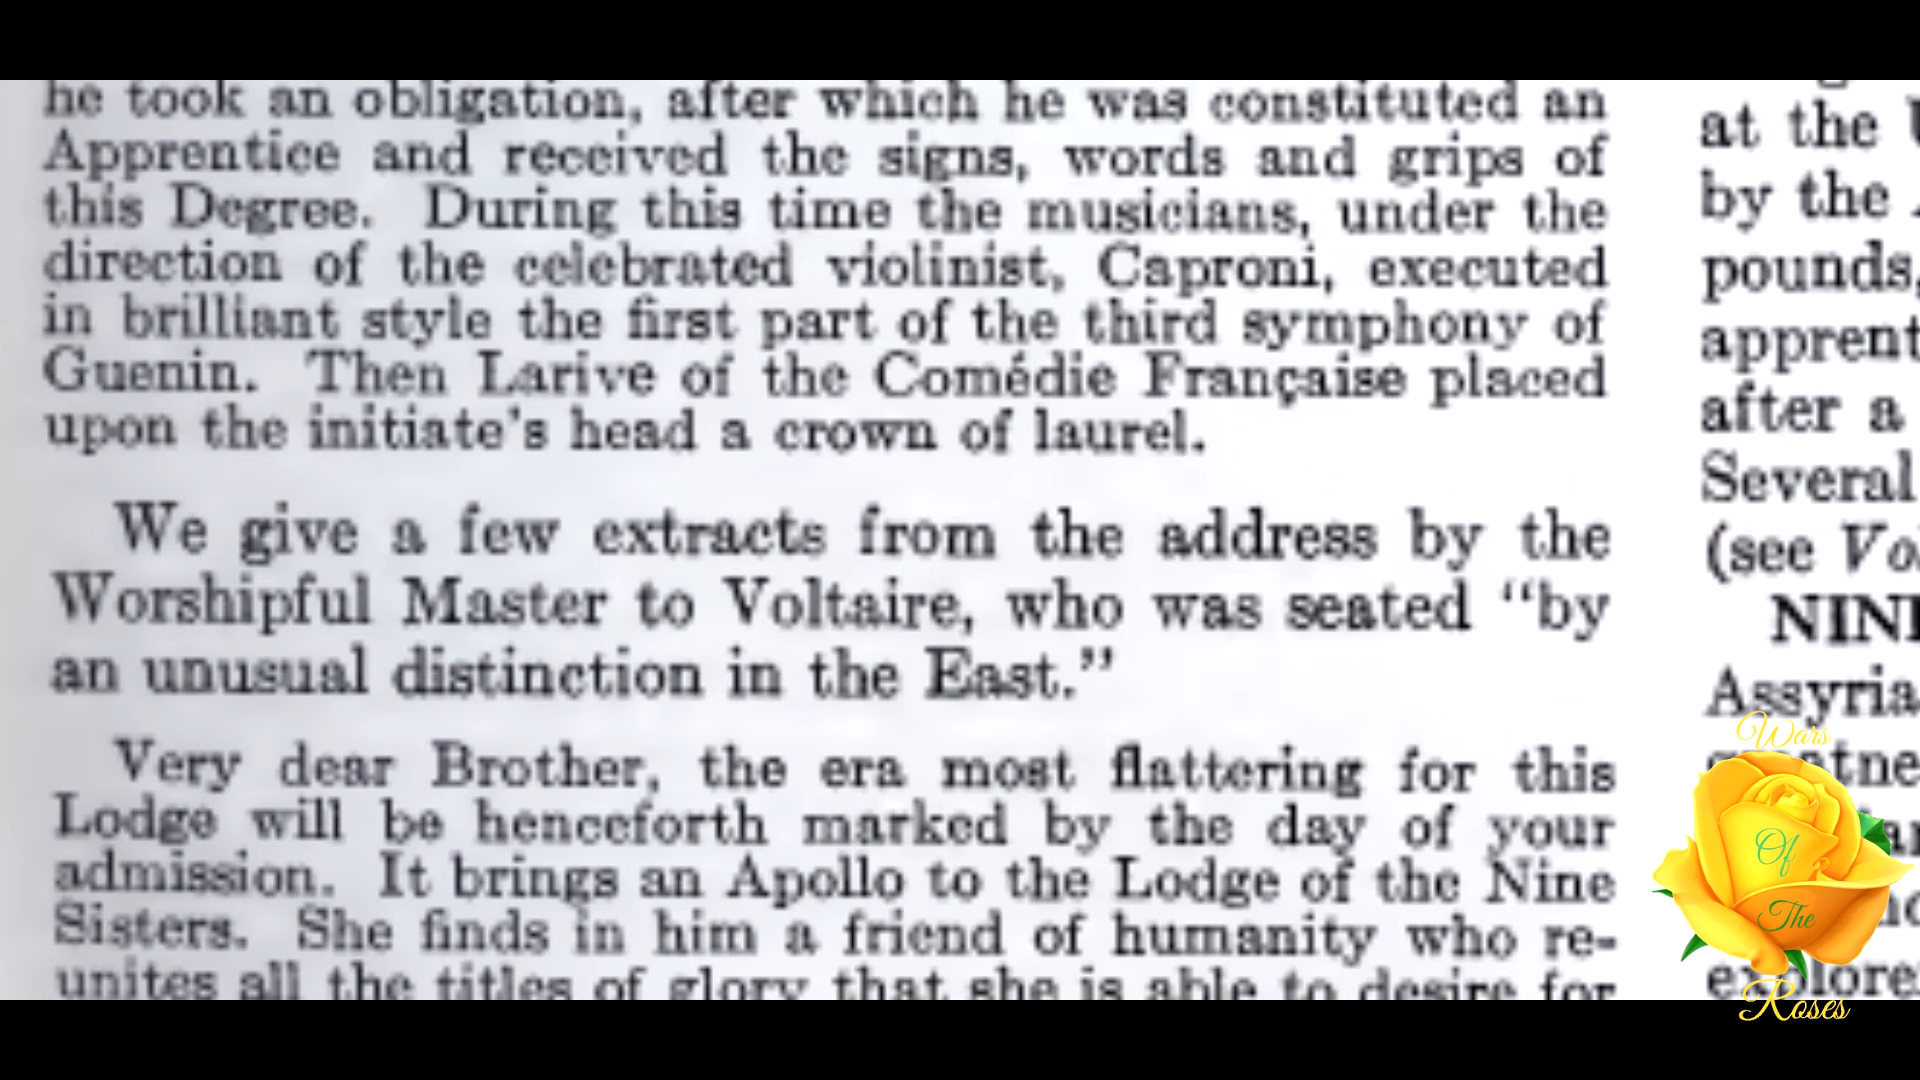 he took an obligation, after which he was constituted an
Apprentice and received the signs, words and grips of
this Degree. During this time the musicians, under the
direction of the celebrated violinist, Caproni, executed
in brilliant style the first part of the third symphony of
Guenin. Then Larive of the Comédie Française placed
upon the initiate's head a crown of laurel.
We give a few extracts from the address by the
Worshipful Master to Voltaire, who was seated "by
an unusual distinction in the East."
Very dear Brother, the era most flattering for this
Lodge will be henceforth marked by the day of your
admission. It brings an Apollo to the Lodge of the Nine
Sisters. She finds in him a friend of humanity who re-
unites all the titles of glory that she is able to desire for
at the
by the
pounds,
apprent
after a
Several
(see Vo
NIN
Assyria
Wars
Of
The
Roses